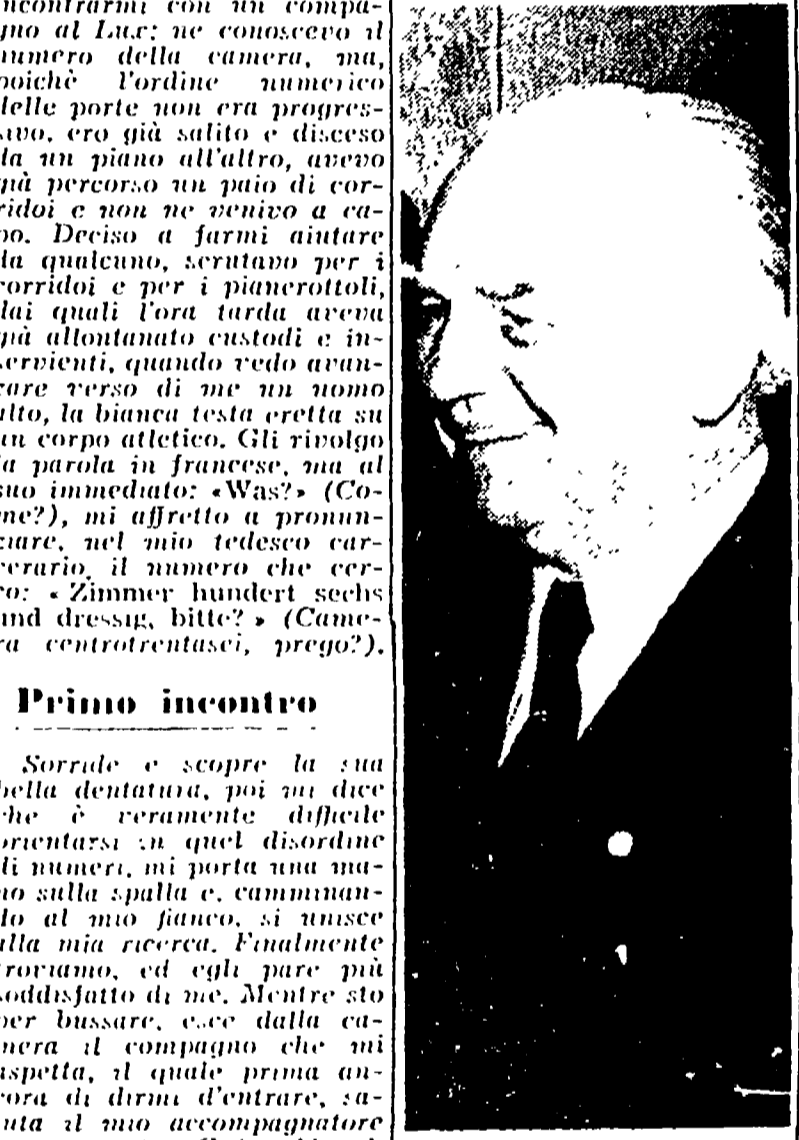 ncontrarmi con un compa-
gno al Lux: ne conoscevo il
numero della camera, ma,
poichè l'ordine numerico
delle porte non era progres-
sivo, ero già salito e disceso
da un piano all'altro, avevo
già percorso un paio di cor-
ridoi e non ne venivo a ca-
po. Deciso a farmi aiutare
da qualcuno, scrutavo per i
corridoi e per i pianerottoli,
dai quali l'ora tarda aveva
già allontanato custodi e in-
servienti, quando vedo avan-
zare verso di me un uomo
alto, la bianca testa eretta su
un corpo atletico. Gli rivolgo
la parola in francese, ma al
suo immediato: «Was?» (Co-
me?), mi affretto a pronun-
ziare, nel mio tedesco car-
cerario, il numero che cer-
co: «Zimmer hundert sechs
und dressig, bitte?» (Came-
ra centrotrentasei, prego?).
Primo incontro
Sorride e scopre la sua
bella dentatura, poi mi dice
che è veramente difficile
orientarsi in quel disordine
di numeri, mi porta una ma-
no sulla spalla e, camminan-
do al mio fianco, si unisce
alla mia ricerca. Finalmente
troviamo, ed egli pare più
soddisfatto di me. Mentre sto
per bussare, esce dalla ca-
mera il compagno che mi
aspetta, il quale prima an-
cora di dirmi d'entrare, sa-
luta il mio accompagnatore